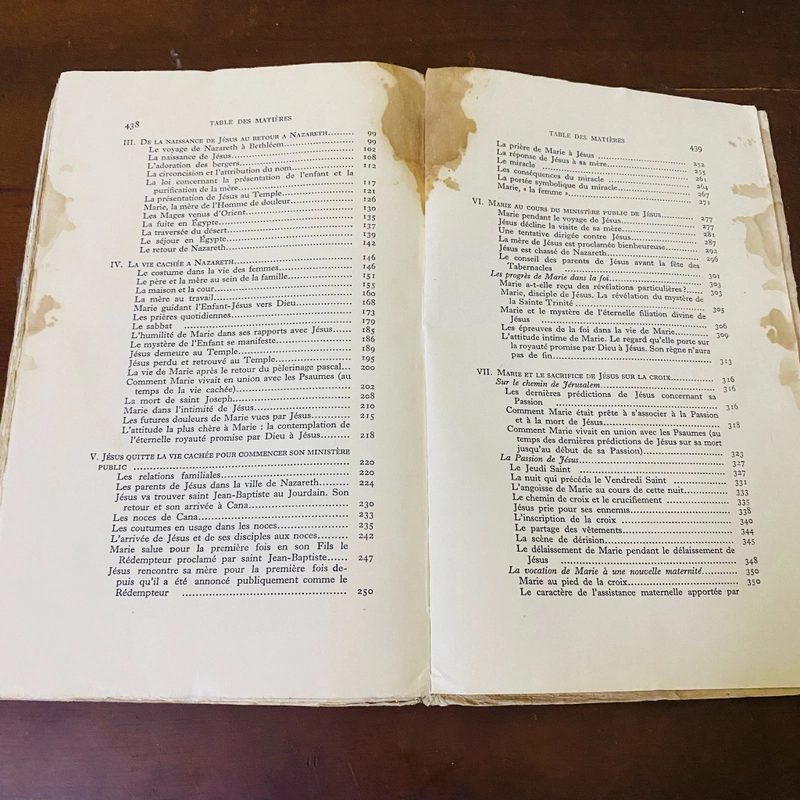 438 TABLE DES MATIÈRES
III. DE LA NAISSANCE DE JÉSUS AU RETOUR A NAZARETH........ 99
Le voyage de Nazareth à Bethléem.................... 102
La naissance de Jésus................................ 108
L'adoration des bergers.............................. 112
La circoncision et l'attribution du nom..............
La loi concernant la présentation de l'enfant et la
purification de la mère.............................. 117
La présentation de Jésus au Temple................... 121
Marie, la mère de l'Homme de douleur................. 126
Les Mages venus d'Orient............................. 130
La fuite en Égypte................................... 135
La traversée du désert............................... 137
Le séjour en Égypte.................................. 139
Le retour de Nazareth................................ 142
IV. LA VIE CACHÉE A NAZARETH......................... 146
Le costume dans la vie des femmes.................... 146
Le père et la mère au sein de la famille............. 151
La maison et la cour................................. 155
La mère au travail................................... 160
Marie guidant l'Enfant-Jésus vers Dieu............... 168
Les prières quotidiennes............................. 173
Le sabbat ........................................... 179
L'humilité de Marie dans ses rapports avec Jésus...... 185
Le mystère de l'Enfant se manifeste.................. 186
Jésus demeure au Temple.............................. 189
Jésus perdu et retrouvé au Temple.................... 195
La vie de Marie après le retour du pèlerinage pascal... 200
Comment Marie vivait en union avec les Psaumes (au
temps de la vie cachée).............................. 202
La mort de saint Joseph.............................. 208
Marie dans l'intimité de Jésus....................... 210
Les futures douleurs de Marie vues par Jésus......... 215
L'attitude la plus chère à Marie : la contemplation de
l'éternelle royauté promise par Dieu à Jésus......... 218
V. JÉSUS QUITTE LA VIE CACHÉE POUR COMMENCER SON MINISTÈRE
PUBLIC .............................................. 220
Les relations familiales............................. 220
Les parents de Jésus dans la ville de Nazareth....... 224
Jésus va trouver saint Jean-Baptiste au Jourdain. Son
retour et son arrivée à Cana......................... 230
Les noces de Cana.................................... 233
Les coutumes en usage dans les noces................. 235
L'arrivée de Jésus et de ses disciples aux noces..... 242
Marie salue pour la première fois en son Fils le
Rédempteur proclamé par saint Jean-Baptiste.......... 247
Jésus rencontre sa mère pour la première fois de-
puis qu'il a été annoncé publiquement comme le
Rédempteur .......................................... 250
TABLE DES MATIÈRES 439
La prière de Marie à Jésus .......................... 252
La réponse de Jésus à sa mère........................ 255
Le miracle .......................................... 261
Les conséquences du miracle ......................... 264
La portée symbolique du miracle...................... 267
Marie, « la femme » ................................. 271
VI. MARIE AU COURS DU MINISTÈRE PUBLIC DE JÉSUS...... 277
Marie pendant le voyage de Jésus..................... 277
Jésus décline la visite de sa mère................... 281
Une tentative dirigée contre Jésus................... 287
La mère de Jésus est proclamée bienheureuse.......... 291
Jésus est chassé de Nazareth......................... 296
Le conseil des parents de Jésus avant la fête des
Tabernacles ......................................... 301
Les progrès de Marie dans la foi..................... 303
Marie a-t-elle reçu des révélations particulières?... 303
Marie, disciple de Jésus. La révélation du mystère de
la Sainte Trinité ................................... 305
Marie et le mystère de l'éternelle filiation divine de
Jésus ............................................... 306
Les épreuves de la foi dans la vie de Marie.......... 309
L'attitude intime de Marie. Le regard qu'elle porte sur
la royauté promise par Dieu à Jésus. Son règne n'aura
pas de fin........................................... 313
VII. MARIE ET LE SACRIFICE DE JÉSUS SUR LA CROIX..... 316
Sur le chemin de Jérusalem........................... 316
Les dernières prédictions de Jésus concernant sa
Passion ............................................. 316
Comment Marie était prête à s'associer à la Passion
et à la mort de Jésus................................ 318
Comment Marie vivait en union avec les Psaumes (au
temps des dernières prédictions de Jésus sur sa mort
jusqu'au début de sa Passion)........................ 323
La Passion de Jésus.................................. 327
Le Jeudi Saint ...................................... 327
La nuit qui précéda le Vendredi Saint ............... 331
L'angoisse de Marie au cours de cette nuit........... 333
Le chemin de croix et le crucifiement ............... 335
Jésus prie pour ses ennemis.......................... 338
L'inscription de la croix ........................... 340
Le partage des vêtements............................. 344
La scène de dérision................................. 345
Le délaissement de Marie pendant le délaissement de
Jésus ............................................... 348
La vocation de Marie à une nouvelle maternité........ 350
Marie au pied de la croix............................ 350
Le caractère de l'assistance maternelle apportée par